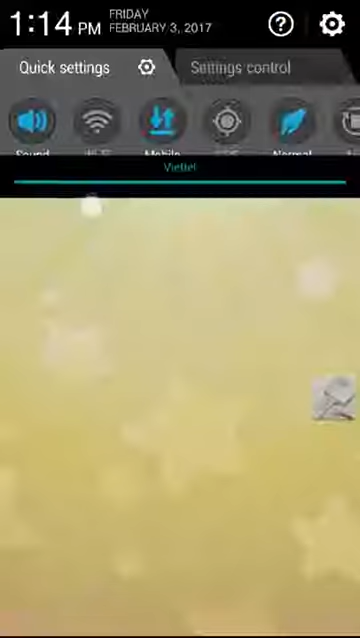 1:14 PM
FRIDAY
FEBRUARY 3, 2017
Quick settings
Settings control
Sound
Mobile
Normal
Viettel